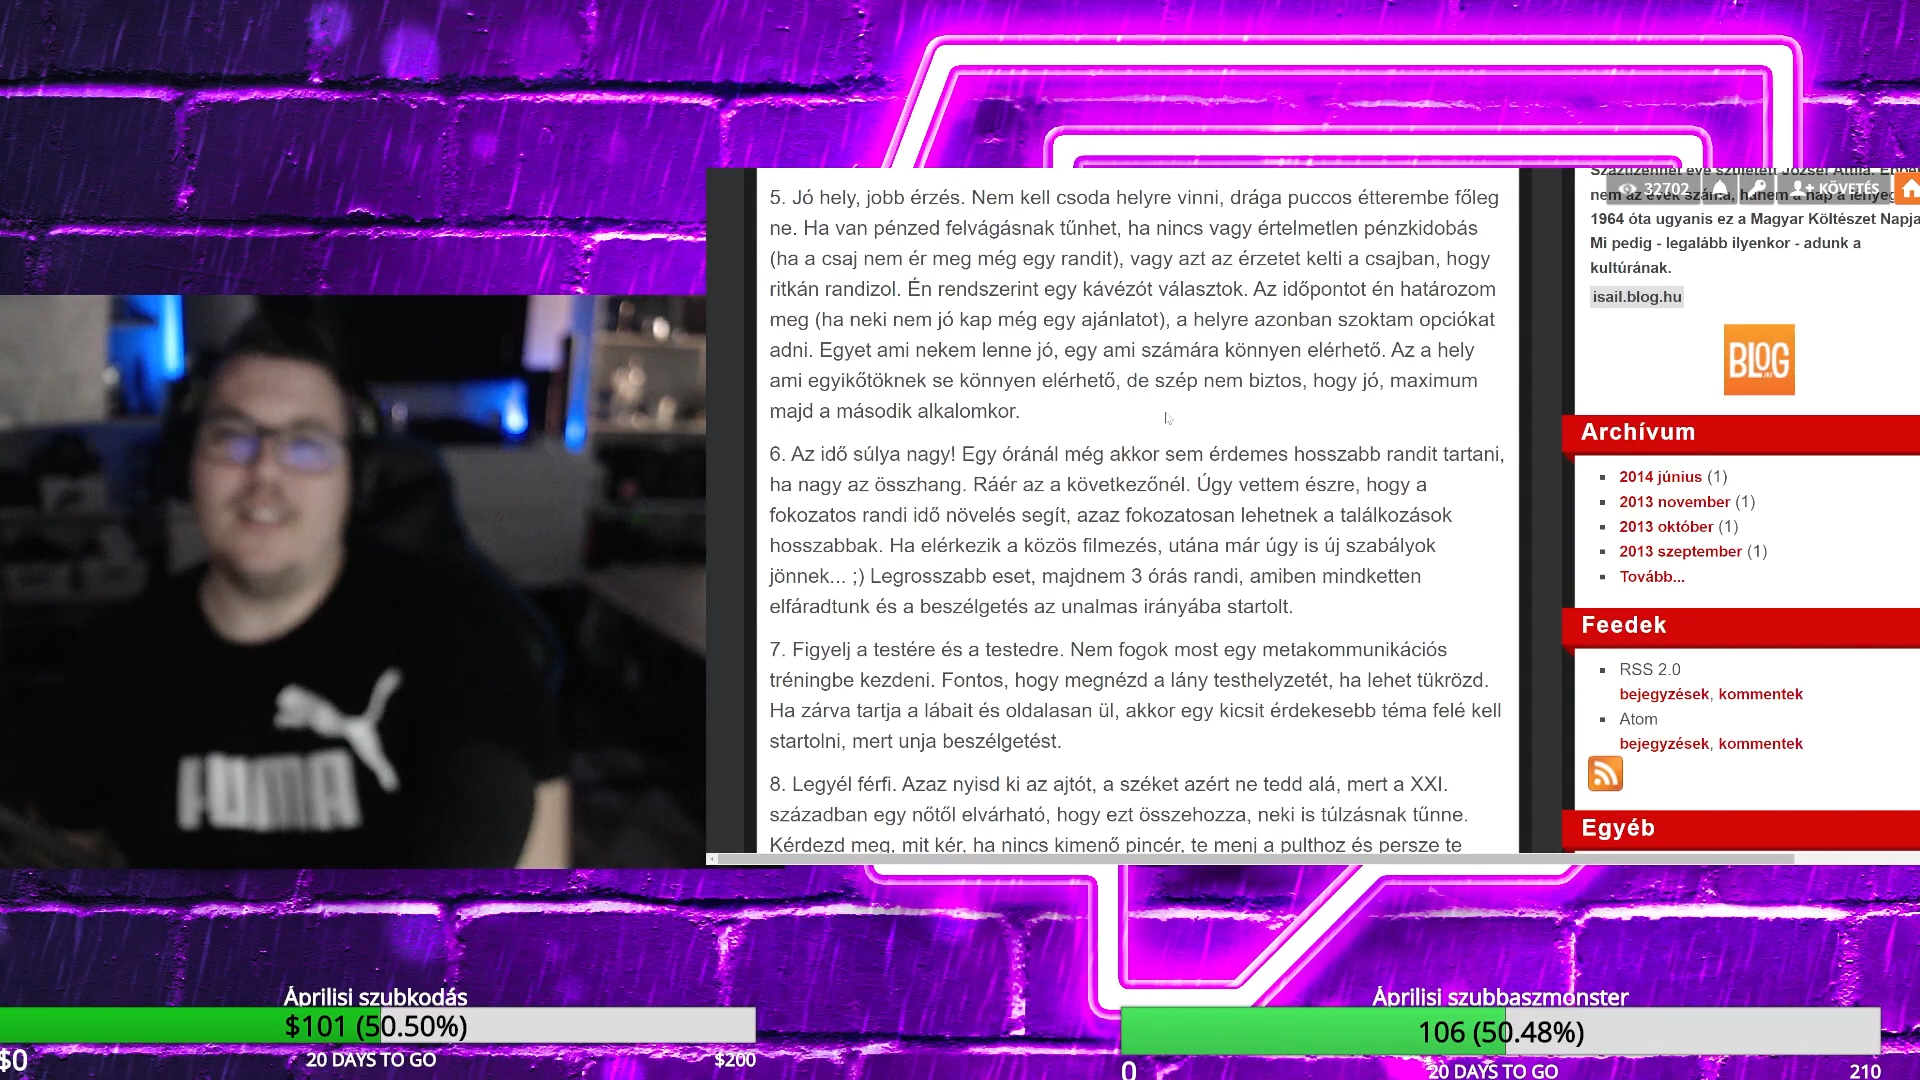 5. Jó hely, jobb érzés. Nem kell csoda helyre vinni, drága puccos étterembe főleg
ne. Ha van pénzed felvágásnak tűnhet, ha nincs vagy értelmetlen pénzkidobás
(ha a csaj nem ér meg még egy randit), vagy azt az érzetet kelti a csajban, hogy
ritkán randizol. Én rendszerint egy kávézót választok. Az időpontot én határozom
meg (ha neki nem jó kap még egy ajánlatot), a helyre azonban szoktam opciókat
adni. Egyet ami nekem lenne jó, egy ami számára könnyen elérhető. Az a hely
ami egyikőtöknek se könnyen elérhető, de szép nem biztos, hogy jó, maximum
majd a második alkalomkor.
6. Az idő súlya nagy! Egy óránál még akkor sem érdemes hosszabb randit tartani,
ha nagy az összhang. Ráér az a következőnél. Úgy vettem észre, hogy a
fokozatos randi idő növelés segít, azaz fokozatosan lehetnek a találkozások
hosszabbak. Ha elérkezik a közös filmezés, utána már úgy is új szabályok
jönnek... ;) Legrosszabb eset, majdnem 3 órás randi, amiben mindketten
elfáradtunk és a beszélgetés az unalmas irányába startolt.
7. Figyelj a testére és a testedre. Nem fogok most egy metakommunikációs
tréningbe kezdeni. Fontos, hogy megnézd a lány testhelyzetét, ha lehet tükrözd.
Ha zárva tartja a lábait és oldalasan ül, akkor egy kicsit érdekesebb téma felé kell
startolni, mert unja beszélgetést.
8. Legyél férfi. Azaz nyisd ki az ajtót, a széket azért ne tedd alá, mert a XXI.
században egy nőtől elvárható, hogy ezt összehozza, neki is túlzásnak tűnne.
Kérdezd meg, mit kér, ha nincs kimenő pincér, te menj a pulthoz és persze te
Száztizenhét éve született József Attila.
32702
KÖVETÉS
nem az évek száma, hanem a nap a lényeg
1964 óta ugyanis ez a Magyar Költészet Napja
Mi pedig - legalább ilyenkor - adunk a
kultúrának.
isail.blog.hu
BLOG
Archívum
2014 június (1)
2013 november (1)
2013 október (1)
2013 szeptember (1)
Tovább...
Feedek
RSS 2.0
bejegyzések, kommentek
Atom
bejegyzések, kommentek
Egyéb
PUMA
Áprilisi szubkodás
$101 (50.50%)
$0
20 DAYS TO GO
$200
Áprilisi szubbaszmonster
106 (50.48%)
0
20 DAYS TO GO
210